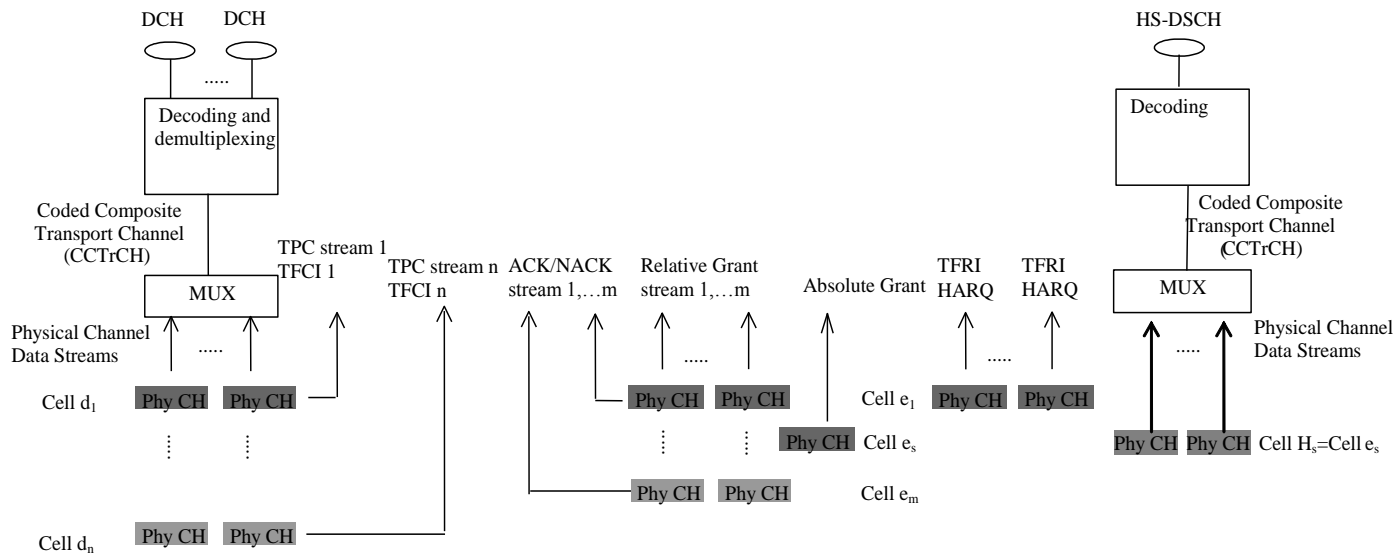 DCH
DCH
HS-DSCH
.....
Decoding and
demultiplexing
Decoding
Coded Composite
Transport Channel
(CCTrCH)
Coded Composite
Transport Channel
(CCTrCH)
TPC stream 1
TFCI 1
TPC stream n
TFCI n
ACK/NACK
stream 1,…m
Relative Grant
stream 1,…m
Absolute Grant
TFRI
HARQ
TFRI
HARQ
MUX
MUX
Physical Channel
Data Streams
.....
.....
.....
.....
Physical Channel
Data Streams
Cell d1
Phy CH
Phy CH
Phy CH
Phy CH
Cell e1
Phy CH
Phy CH
Phy CH
Cell es
Phy CH
Phy CH
Cell Hs=Cell es
Phy CH
Phy CH
Cell em
Cell dn
Phy CH
Phy CH